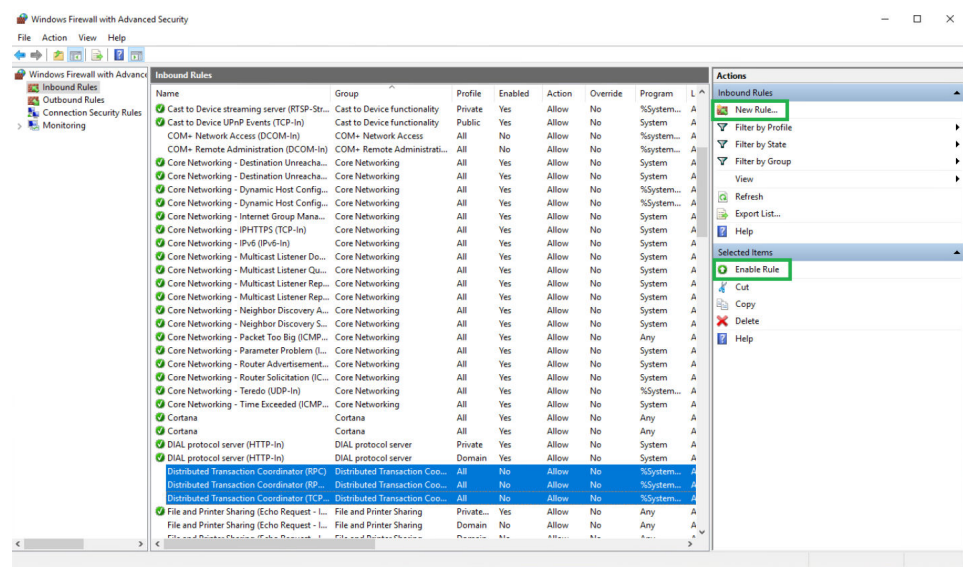 Windows Firewall with Advanced Security
File Action View Help
Windows Firewall with Advance
Inbound Rules
Outbound Rules
Connection Security Rules
Monitoring
Inbound Rules
Name Group Profile Enabled Action Override Program L
Cast to Device streaming server (RTSP-Str... Cast to Device functionality Private Yes Allow No %System... A
Cast to Device UPnP Events (TCP-In) Cast to Device functionality Public Yes Allow No System A
COM+ Network Access (DCOM-In) COM+ Network Access All No Allow No %system... A
COM+ Remote Administration (DCOM-In) COM+ Remote Administrati... All No Allow No %system... A
Core Networking - Destination Unreacha... Core Networking All Yes Allow No System A
Core Networking - Destination Unreacha... Core Networking All Yes Allow No System A
Core Networking - Dynamic Host Config... Core Networking All Yes Allow No %System... A
Core Networking - Dynamic Host Config... Core Networking All Yes Allow No %System... A
Core Networking - Internet Group Mana... Core Networking All Yes Allow No System A
Core Networking - IPHTTPS (TCP-In) Core Networking All Yes Allow No System A
Core Networking - IPv6 (IPv6-In) Core Networking All Yes Allow No System A
Core Networking - Multicast Listener Do... Core Networking All Yes Allow No System A
Core Networking - Multicast Listener Qu... Core Networking All Yes Allow No System A
Core Networking - Multicast Listener Rep... Core Networking All Yes Allow No System A
Core Networking - Multicast Listener Rep... Core Networking All Yes Allow No System A
Core Networking - Neighbor Discovery A... Core Networking All Yes Allow No System A
Core Networking - Neighbor Discovery S... Core Networking All Yes Allow No System A
Core Networking - Packet Too Big (ICMP... Core Networking All Yes Allow No Any A
Core Networking - Parameter Problem (I... Core Networking All Yes Allow No System A
Core Networking - Router Advertisement... Core Networking All Yes Allow No System A
Core Networking - Router Solicitation (IC... Core Networking All Yes Allow No System A
Core Networking - Teredo (UDP-In) Core Networking All Yes Allow No %System... A
Core Networking - Time Exceeded (ICMP... Core Networking All Yes Allow No System A
Cortana Cortana All Yes Allow No Any A
Cortana Cortana All Yes Allow No Any A
DIAL protocol server (HTTP-In) DIAL protocol server Private Yes Allow No System A
DIAL protocol server (HTTP-In) DIAL protocol server Domain Yes Allow No System A
Distributed Transaction Coordinator (RPC) Distributed Transaction Coo... All No Allow No %System... A
Distributed Transaction Coordinator (RP... Distributed Transaction Coo... All No Allow No %System... A
Distributed Transaction Coordinator (TCP... Distributed Transaction Coo... All No Allow No %System... A
File and Printer Sharing (Echo Request - I... File and Printer Sharing Private... Yes Allow No Any A
File and Printer Sharing (Echo Request - I... File and Printer Sharing Domain No Allow No Any A
Actions
Inbound Rules
New Rule...
Filter by Profile
Filter by State
Filter by Group
View
Refresh
Export List...
Help
Selected Items
Enable Rule
Cut
Copy
Delete
Help